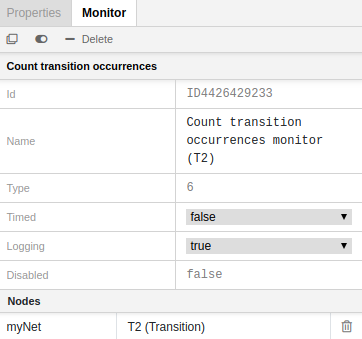 Properties Monitor
Delete
Count transition occurrences
Id ID4426429233
Name Count transition
occurrences monitor
(T2)
Type 6
Timed false
Logging true
Disabled false
Nodes
myNet T2 (Transition)